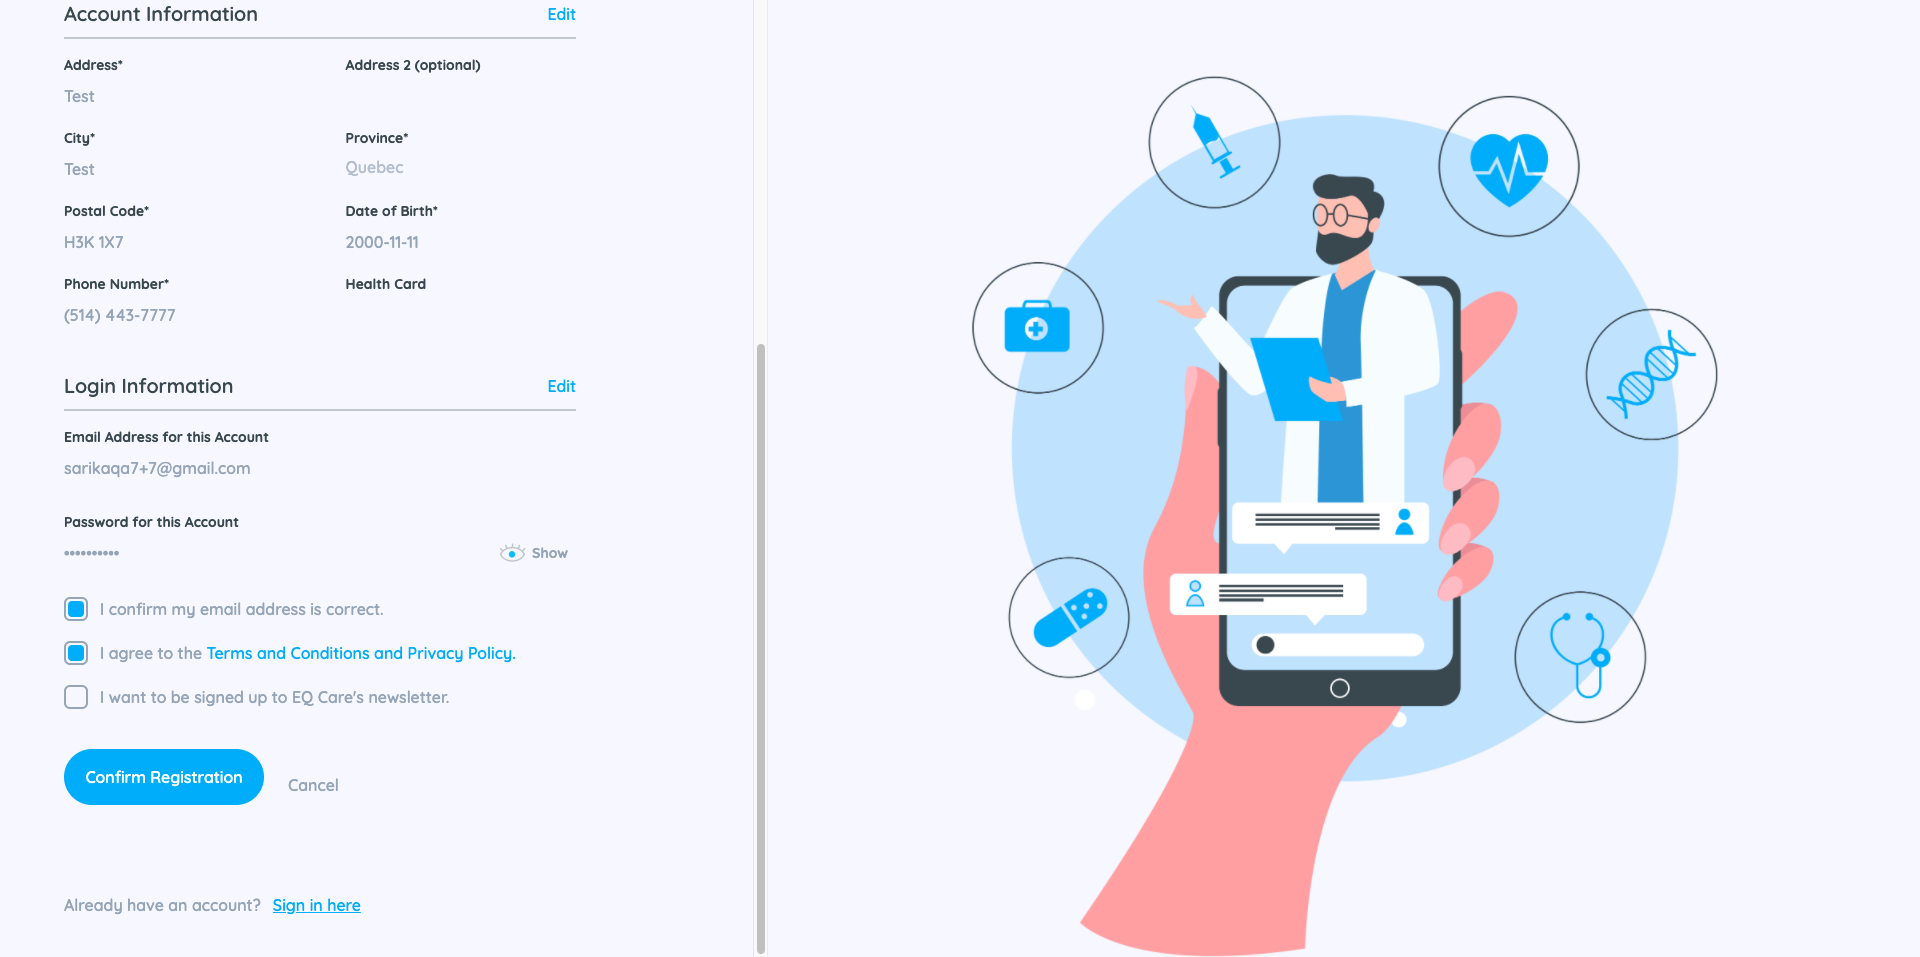 Account Information Edit
Address* Address 2 (optional)
Test
City* Province*
Test Quebec
Postal Code* Date of Birth*
H3K 1X7 2000-11-11
Phone Number* Health Card
(514) 443-7777
Login Information Edit
Email Address for this Account
sarikaqa7+7@gmail.com
Password for this Account
•••••••••• Show
I confirm my email address is correct.
I agree to the Terms and Conditions and Privacy Policy.
I want to be signed up to EQ Care's newsletter.
Confirm Registration Cancel
Already have an account? Sign in here